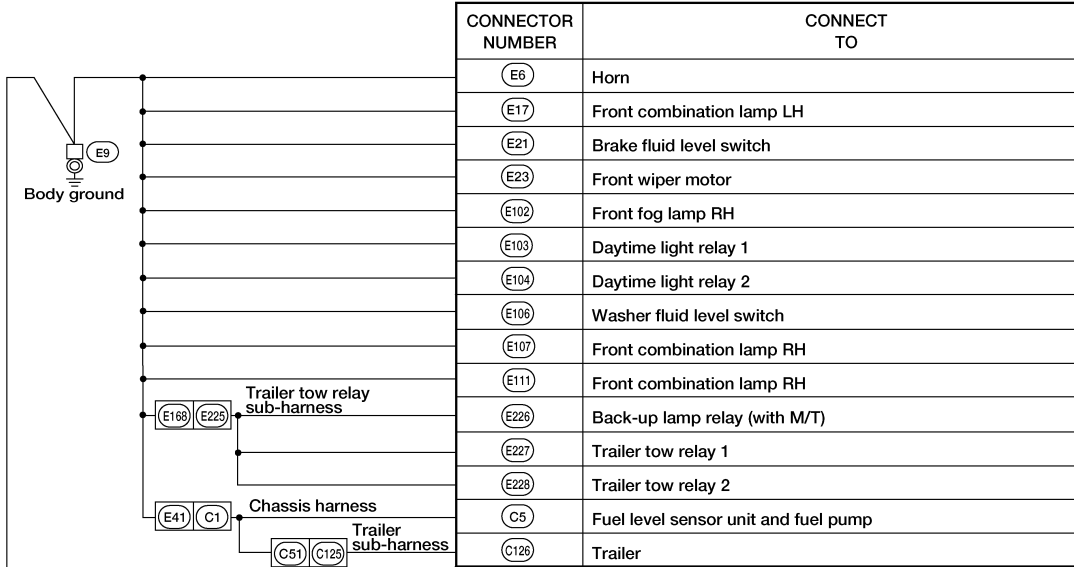 CONNECTOR NUMBER
CONNECT TO
E6 Horn
E17 Front combination lamp LH
E21 Brake fluid level switch
E9
E23 Front wiper motor
Body ground
E102 Front fog lamp RH
E103 Daytime light relay 1
E104 Daytime light relay 2
E106 Washer fluid level switch
E107 Front combination lamp RH
E111 Front combination lamp RH
Trailer tow relay
sub-harness
E168 E225
E226 Back-up lamp relay (with M/T)
E227 Trailer tow relay 1
E228 Trailer tow relay 2
Chassis harness
E41 C1
C5 Fuel level sensor unit and fuel pump
Trailer
sub-harness
C51 C125
C126 Trailer